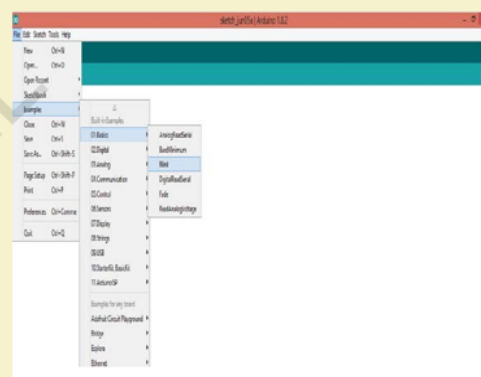 sketch_jun05a | Arduino 1.8.2
File Edit Sketch Tools Help
New Ctrl+N
Open... Ctrl+O
Open Recent
Sketchbook
Examples
Close Ctrl+W
Save Ctrl+S
Save As... Ctrl+Shift+S
Page Setup Ctrl+Shift+P
Print Ctrl+P
Preferences Ctrl+Comma
Quit Ctrl+Q
Built-in Examples
01.Basics
02.Digital
03.Analog
04.Communication
05.Control
06.Sensors
07.Display
08.Strings
09.USB
10.StarterKit_BasicKit
11.ArduinoISP
Examples for any board
Adafruit Circuit Playground
Bridge
Esplora
Ethernet
AnalogReadSerial
BareMinimum
Blink
DigitalReadSerial
Fade
ReadAnalogVoltage